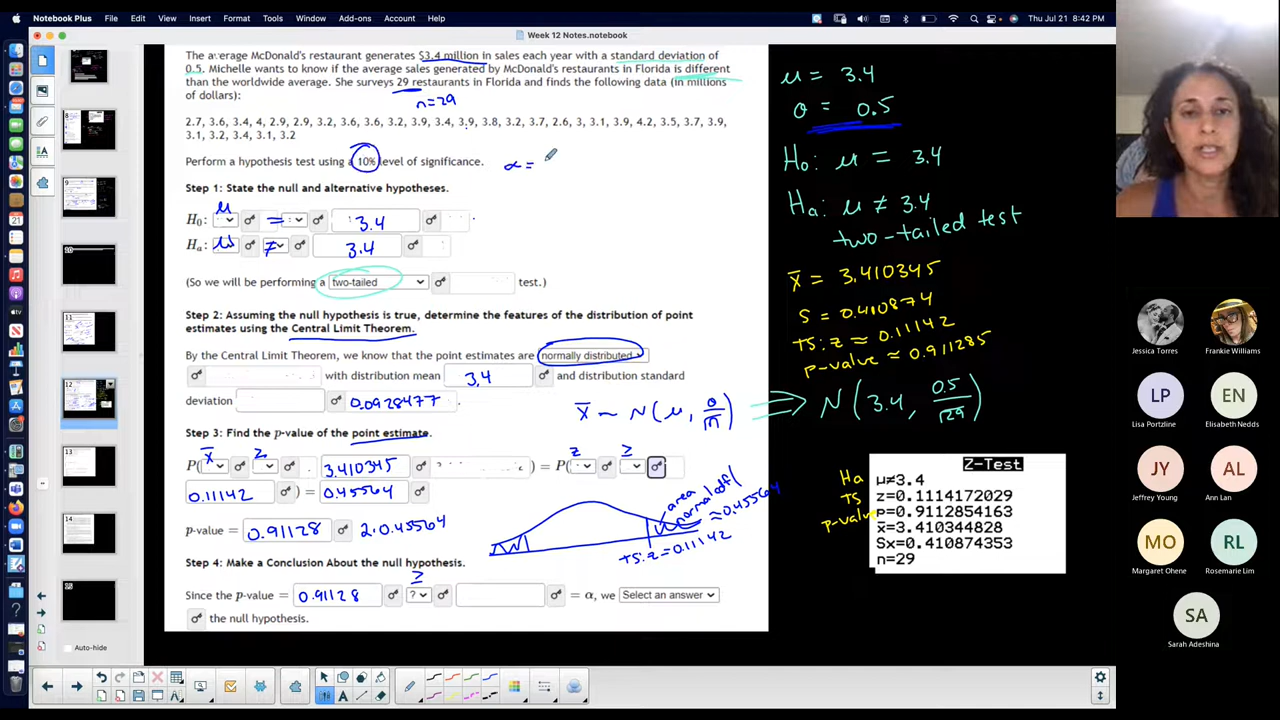 Notebook Plus File Edit View Insert Format Tools Window Add-ons Account Help Thu Jul 21 8:42 PM
Week 12 Notes.notebook
The average McDonald's restaurant generates $3.4 million in sales each year with a standard deviation of
0.5. Michelle wants to know if the average sales generated by McDonald's restaurants in Florida is different
than the worldwide average. She surveys 29 restaurants in Florida and finds the following data (in millions
of dollars):
n=29
2.7, 3.6, 3.4, 4, 2.9, 2.9, 3.2, 3.6, 3.6, 3.2, 3.9, 3.4, 3.9, 3.8, 3.2, 3.7, 2.6, 3, 3.1, 3.9, 4.2, 3.5, 3.7, 3.9,
3.1, 3.2, 3.4, 3.1, 3.2
Perform a hypothesis test using a 10% level of significance. α =
Step 1: State the null and alternative hypotheses.
H0: μ = 3.4
Ha: μ ≠ 3.4
(So we will be performing a two-tailed test.)
Step 2: Assuming the null hypothesis is true, determine the features of the distribution of point
estimates using the Central Limit Theorem.
By the Central Limit Theorem, we know that the point estimates are normally distributed
with distribution mean 3.4 and distribution standard
deviation 0.0928477 .
Step 3: Find the p-value of the point estimate.
P( x̄ ≥ 3.410345 ) = P( z ≥
0.11142 ) = 0.45564
p-value = 0.91128 2·0.45564
Step 4: Make a Conclusion About the null hypothesis.
Since the p-value = 0.91128 ≥ ? = α, we Select an answer
the null hypothesis.
x̄ ~ N(μ, σ/√n)
area
normalcdf(
≈0.45564
TS: z=0.11142
μ = 3.4
σ = 0.5
H0: μ = 3.4
Ha: μ ≠ 3.4
two-tailed test
x̄ = 3.410345
s = 0.410874
TS: z ≈ 0.11142
p-value ≈ 0.911285
N(3.4, 0.5/√29)
Z-Test
Ha μ≠3.4
TS z=0.1114172029
p-value P=0.9112854163
x̄=3.410344828
Sx=0.410874353
n=29
8
9
10
11
12
13
14
15
Auto-hide
Jessica Torres
Frankie Williams
LP
EN
Lisa Portzline
Elisabeth Nedds
JY
AL
Jeffrey Young
Ann Lan
MO
RL
Margaret Ohene
Rosemarie Lim
SA
Sarah Adeshina